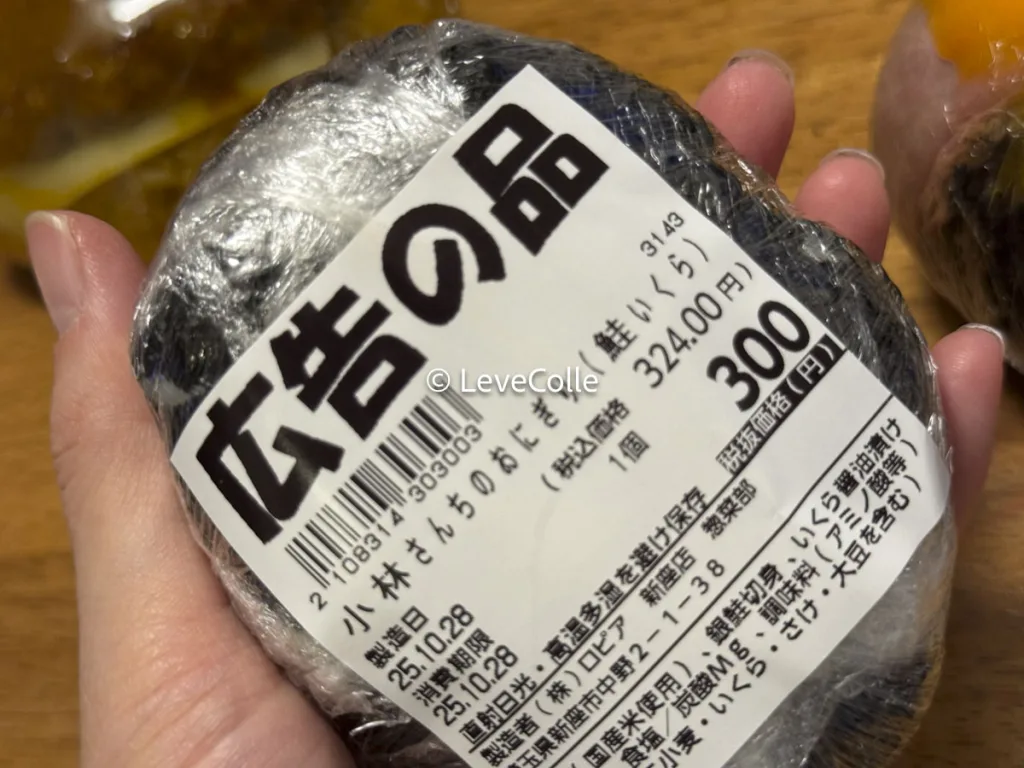 広告の品
3143
2 108314 303003
小林さんちのおにぎり(鮭いくら)
(税込価格 324.00円)
1個
300
税抜価格(円)
製造日
25.10.28
消費期限
25.10.28
直射日光・高温多湿を避け保存
製造者(株)ロピア 新座店 惣菜部
玉県新座市中野2-1-38
(国産米使用)、銀鮭切身、いくら醤油漬け
食塩/炭酸Mg、調味料(アミノ酸等)
小麦・いくら・さけ・大豆を含む)
© LeveColle